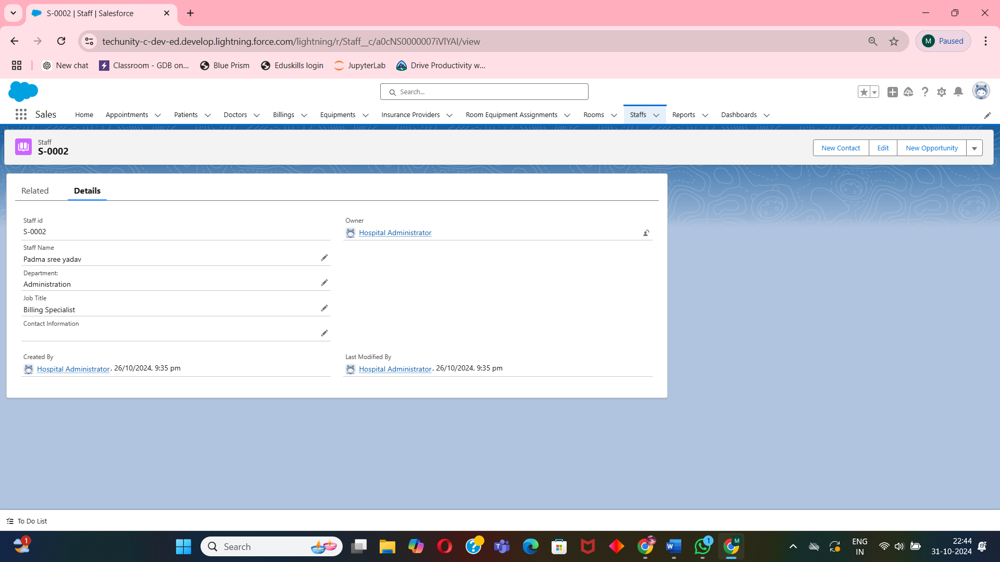 S-0002 | Staff | Salesforce
techunity-c-dev-ed.develop.lightning.force.com/lightning/r/Staff__c/a0cNS0000007iVlYAI/view
M Paused
New chat Classroom - GDB on... Blue Prism Eduskills login JupyterLab Drive Productivity w...
Search...
Sales Home Appointments Patients Doctors Billings Equipments Insurance Providers Room Equipment Assignments Rooms Staffs Reports Dashboards
Staff
S-0002
New Contact Edit New Opportunity
Related Details
Staff id
S-0002
Owner
Hospital Administrator
Staff Name
Padma sree yadav
Department:
Administration
Job Title
Billing Specialist
Contact Information
Created By
Hospital Administrator, 26/10/2024, 9:35 pm
Last Modified By
Hospital Administrator, 26/10/2024, 9:35 pm
To Do List
1
Search
W
1
M
ENG
IN
22:44
31-10-2024